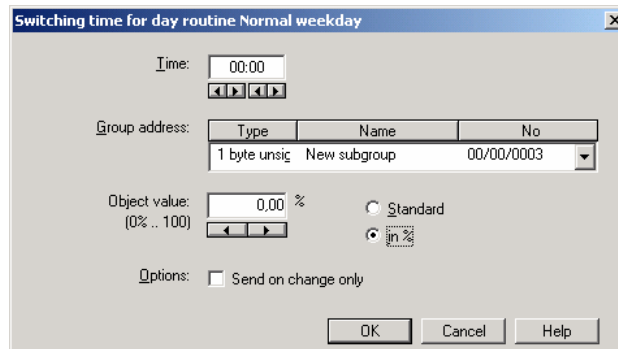 Switching time for day routine Normal weekday
Time: 00:00
Group address: Type Name No
1 byte unsig New subgroup 00/00/0003
Object value: 0,00 % Standard
(0% .. 100) in %
Options: Send on change only
OK Cancel Help